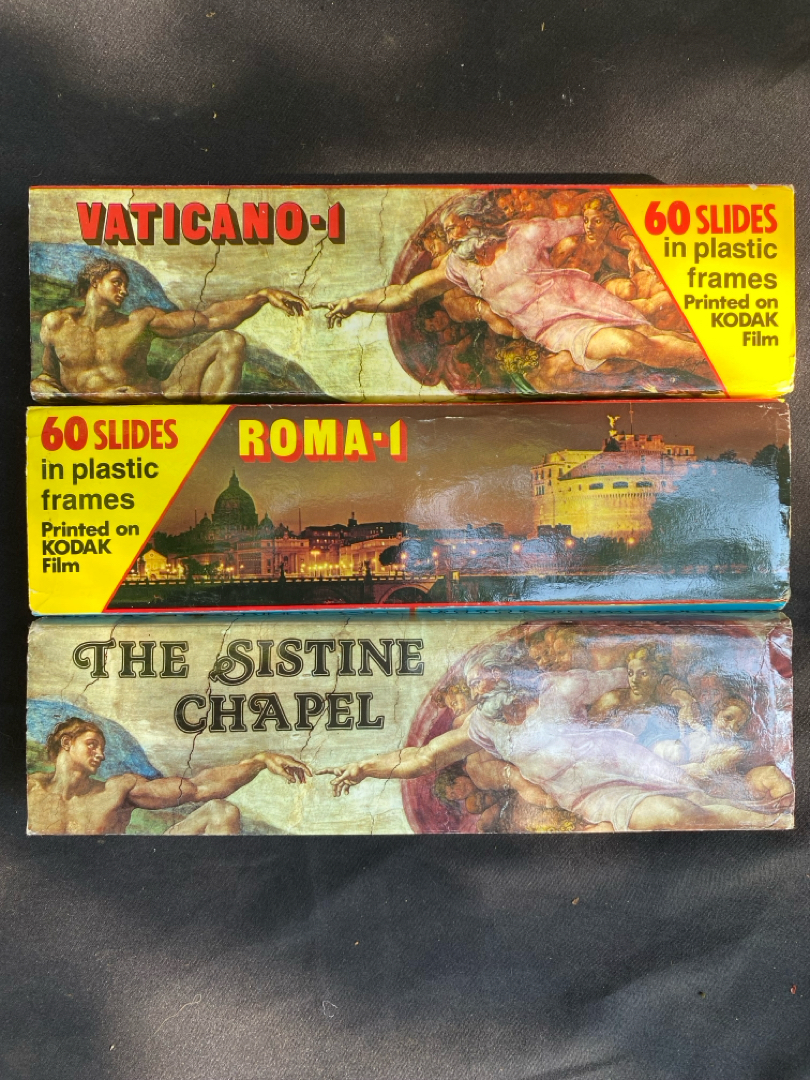 VATICANO-1
60 SLIDES
in plastic
frames
Printed on
KODAK
Film
60 SLIDES
in plastic
frames
Printed on
KODAK
Film
ROMA-1
THE SISTINE
CHAPEL